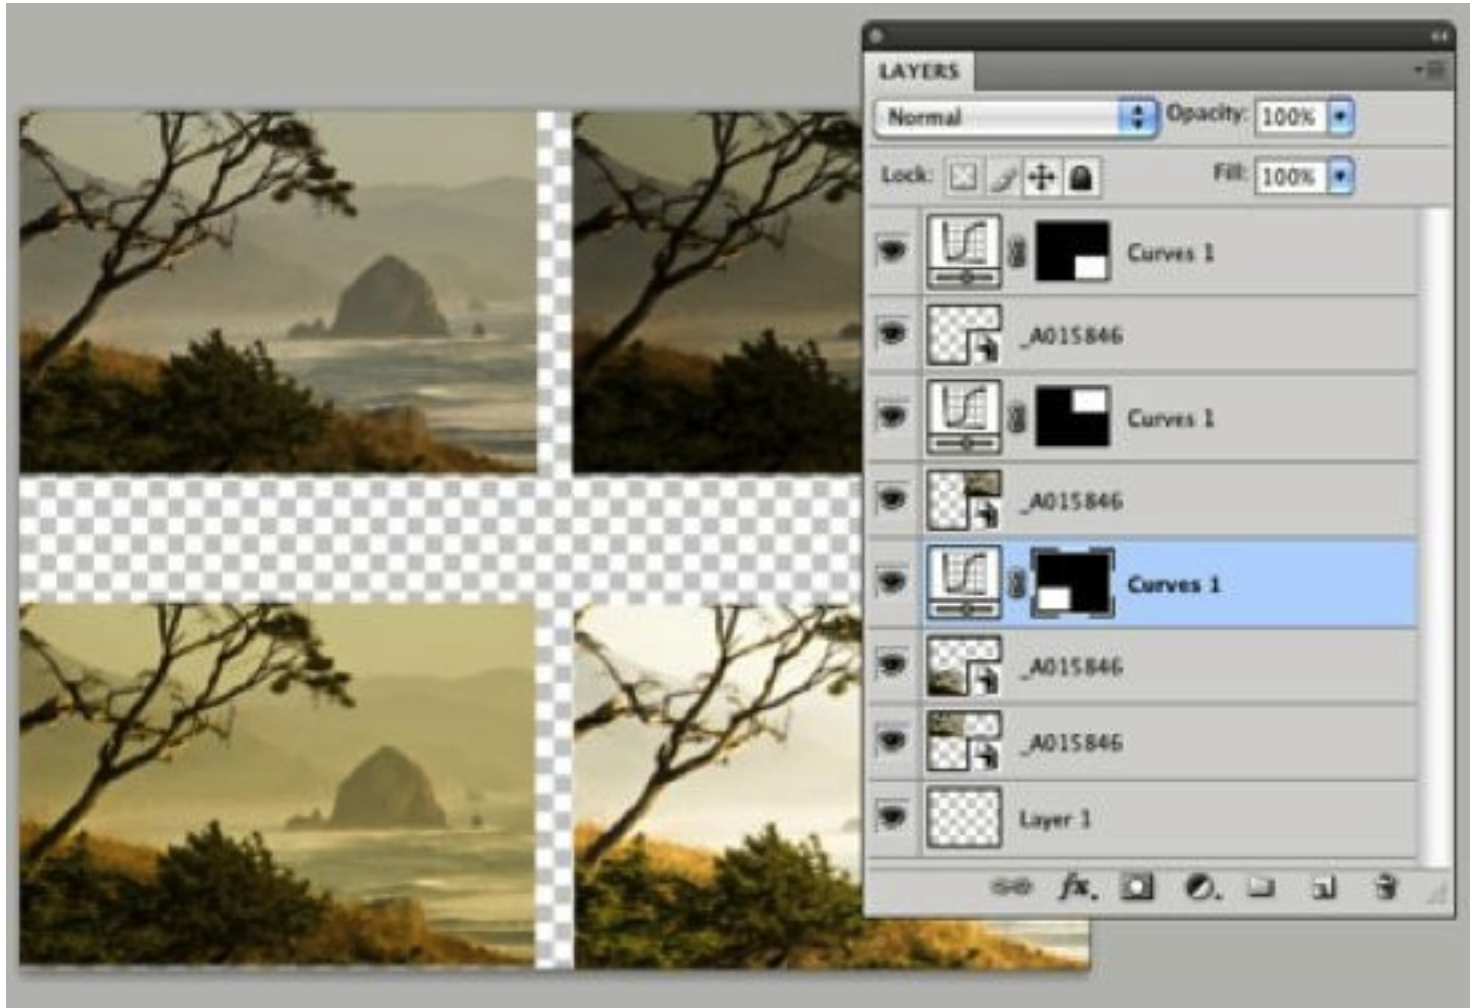 LAYERS
Normal Opacity: 100%
Lock: Fill: 100%
Curves 1
_A015846
Curves 1
_A015846
Curves 1
_A015846
_A015846
Layer 1
fx.